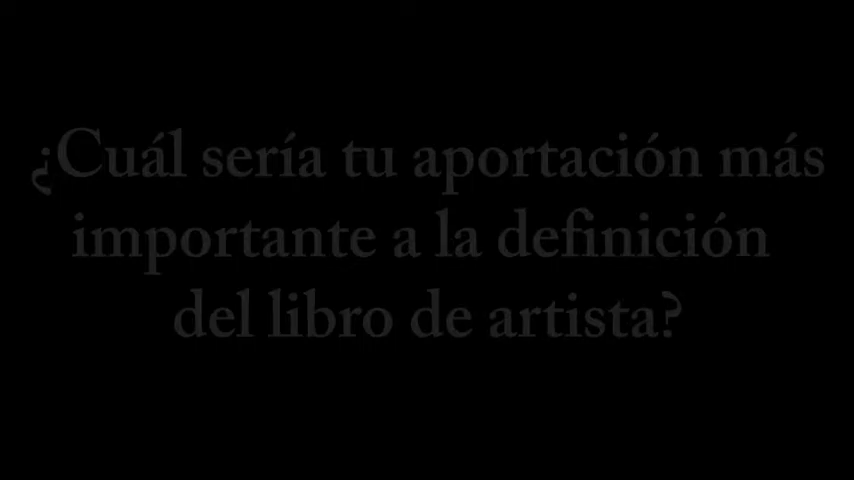 ¿Cuál sería tu aportación más
importante a la definición
del libro de artista?